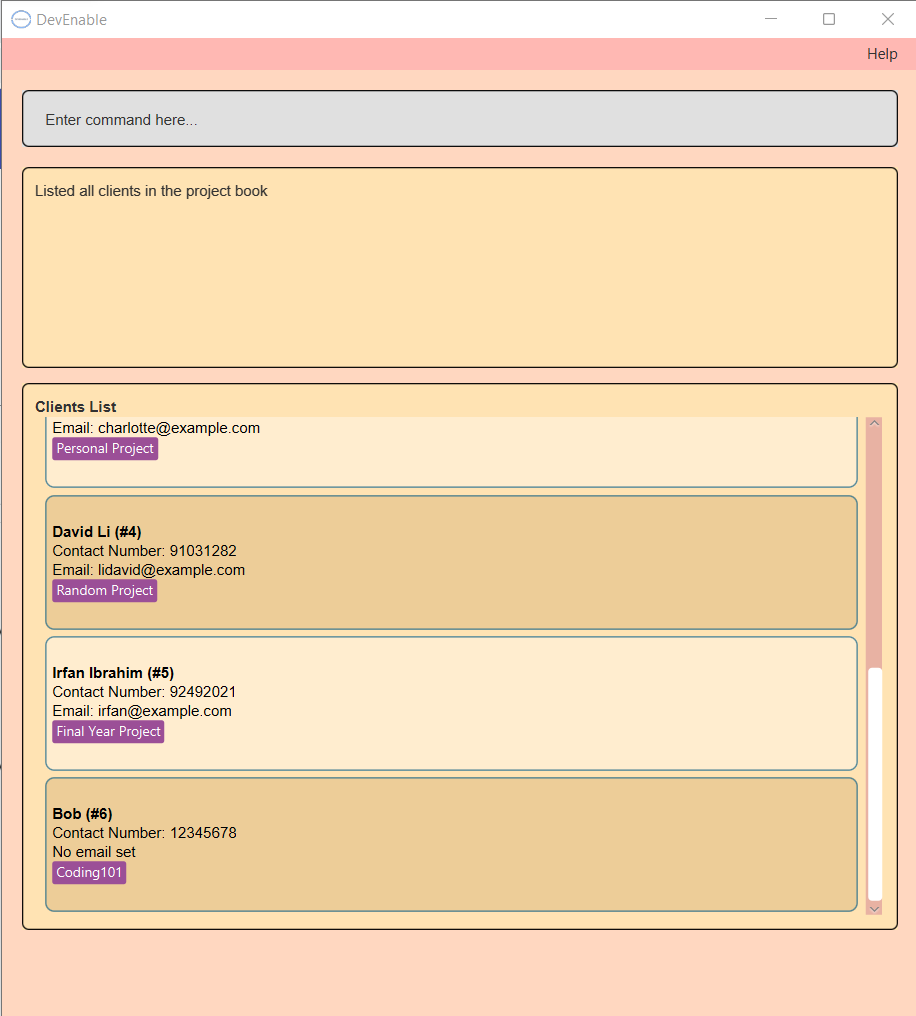 DevEnable
Help
Enter command here...
Listed all clients in the project book
Clients List
Email: charlotte@example.com
Personal Project
David Li (#4)
Contact Number: 91031282
Email: lidavid@example.com
Random Project
Irfan Ibrahim (#5)
Contact Number: 92492021
Email: irfan@example.com
Final Year Project
Bob (#6)
Contact Number: 12345678
No email set
Coding101